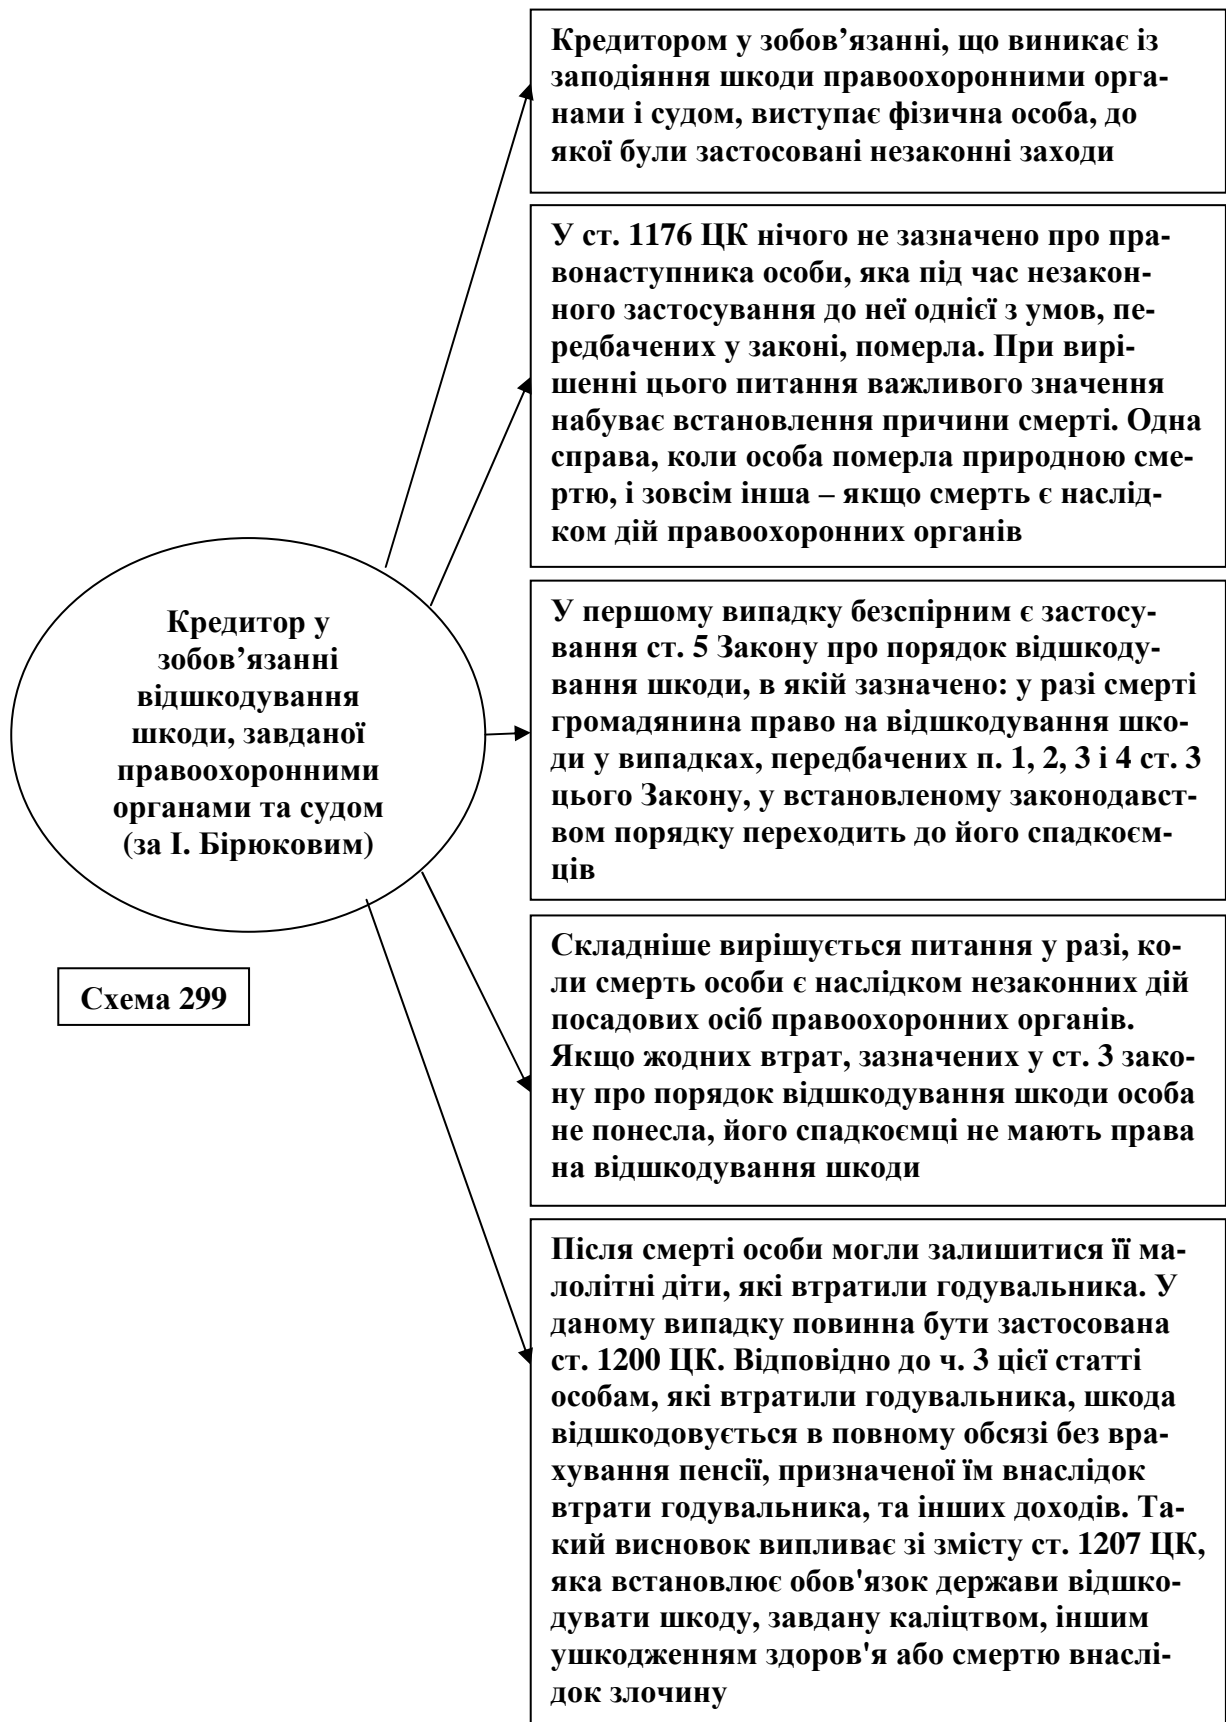 Кредитором у зобов’язанні, що виникає із
заподіяння шкоди правоохоронними орга-
нами і судом, виступає фізична особа, до
якої були застосовані незаконні заходи
У ст. 1176 ЦК нічого не зазначено про пра-
вонаступника особи, яка під час незакон-
ного застосування до неї однієї з умов, пе-
редбачених у законі, померла. При вирі-
шенні цього питання важливого значення
набуває встановлення причини смерті. Одна
справа, коли особа померла природною сме-
ртю, і зовсім інша – якщо смерть є наслід-
ком дій правоохоронних органів
Кредитор у
зобов’язанні
відшкодування
шкоди, завданої
правоохоронними
органами та судом
(за І. Бірюковим)
У першому випадку безспірним є застосу-
вання ст. 5 Закону про порядок відшкоду-
вання шкоди, в якій зазначено: у разі смерті
громадянина право на відшкодування шко-
ди у випадках, передбачених п. 1, 2, 3 і 4 ст. 3
цього Закону, у встановленому законодавст-
вом порядку переходить до його спадкоєм-
ців
Схема 299
Складніше вирішується питання у разі, ко-
ли смерть особи є наслідком незаконних дій
посадових осіб правоохоронних органів.
Якщо жодних втрат, зазначених у ст. 3 зако-
ну про порядок відшкодування шкоди особа
не понесла, його спадкоємці не мають права
на відшкодування шкоди
Після смерті особи могли залишитися її ма-
лолітні діти, які втратили годувальника. У
даному випадку повинна бути застосована
ст. 1200 ЦК. Відповідно до ч. 3 цієї статті
особам, які втратили годувальника, шкода
відшкодовується в повному обсязі без вра-
хування пенсії, призначеної їм внаслідок
втрати годувальника, та інших доходів. Та-
кий висновок випливає зі змісту ст. 1207 ЦК,
яка встановлює обов'язок держави відшко-
дувати шкоду, завдану каліцтвом, іншим
ушкодженням здоров'я або смертю внаслі-
док злочину